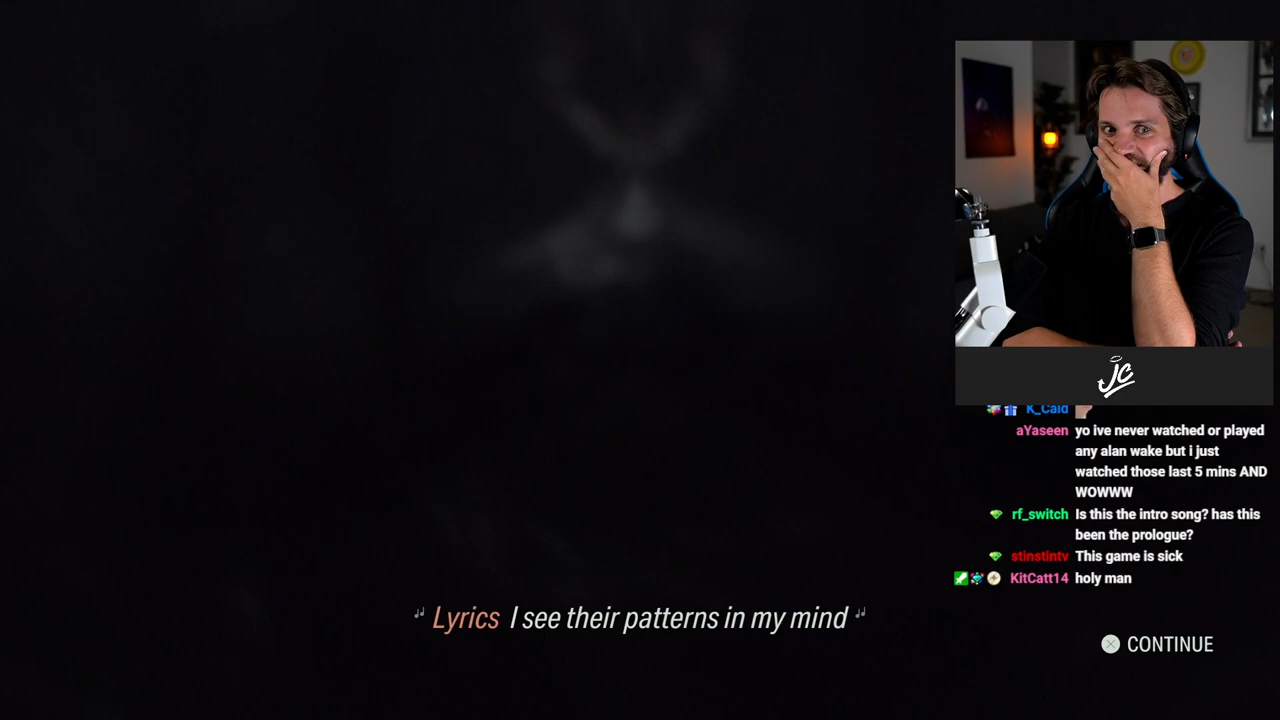 jc
K_Caid
aYaseen yo ive never watched or played
any alan wake but i just
watched those last 5 mins AND
WOWWW
rf_switch Is this the intro song? has this
been the prologue?
stinstintv This game is sick
KitCatt14 holy man
Lyrics I see their patterns in my mind
CONTINUE